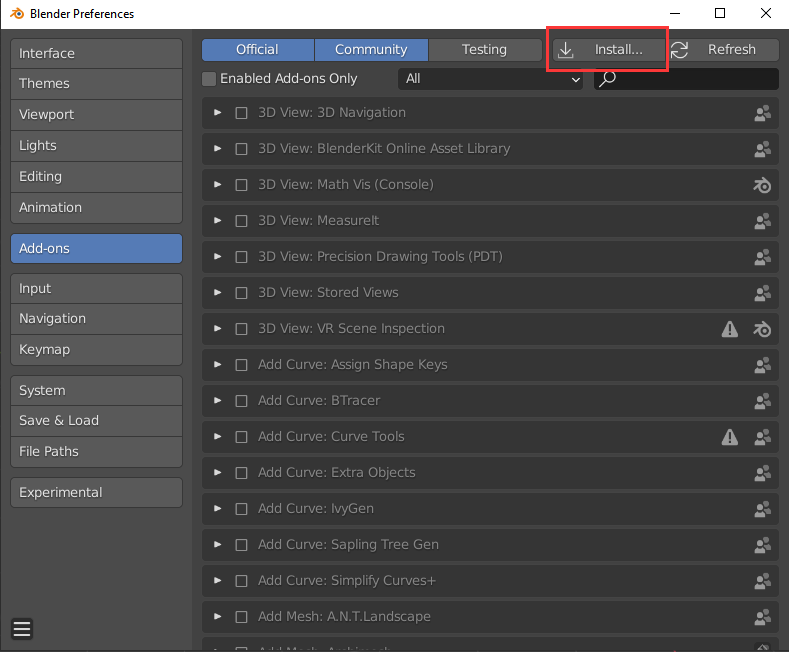 Blender Preferences
Interface
Themes
Viewport
Lights
Editing
Animation
Add-ons
Input
Navigation
Keymap
System
Save & Load
File Paths
Experimental
Official Community Testing Install... Refresh
Enabled Add-ons Only All
3D View: 3D Navigation
3D View: BlenderKit Online Asset Library
3D View: Math Vis (Console)
3D View: MeasureIt
3D View: Precision Drawing Tools (PDT)
3D View: Stored Views
3D View: VR Scene Inspection
Add Curve: Assign Shape Keys
Add Curve: BTracer
Add Curve: Curve Tools
Add Curve: Extra Objects
Add Curve: IvyGen
Add Curve: Sapling Tree Gen
Add Curve: Simplify Curves+
Add Mesh: A.N.T.Landscape